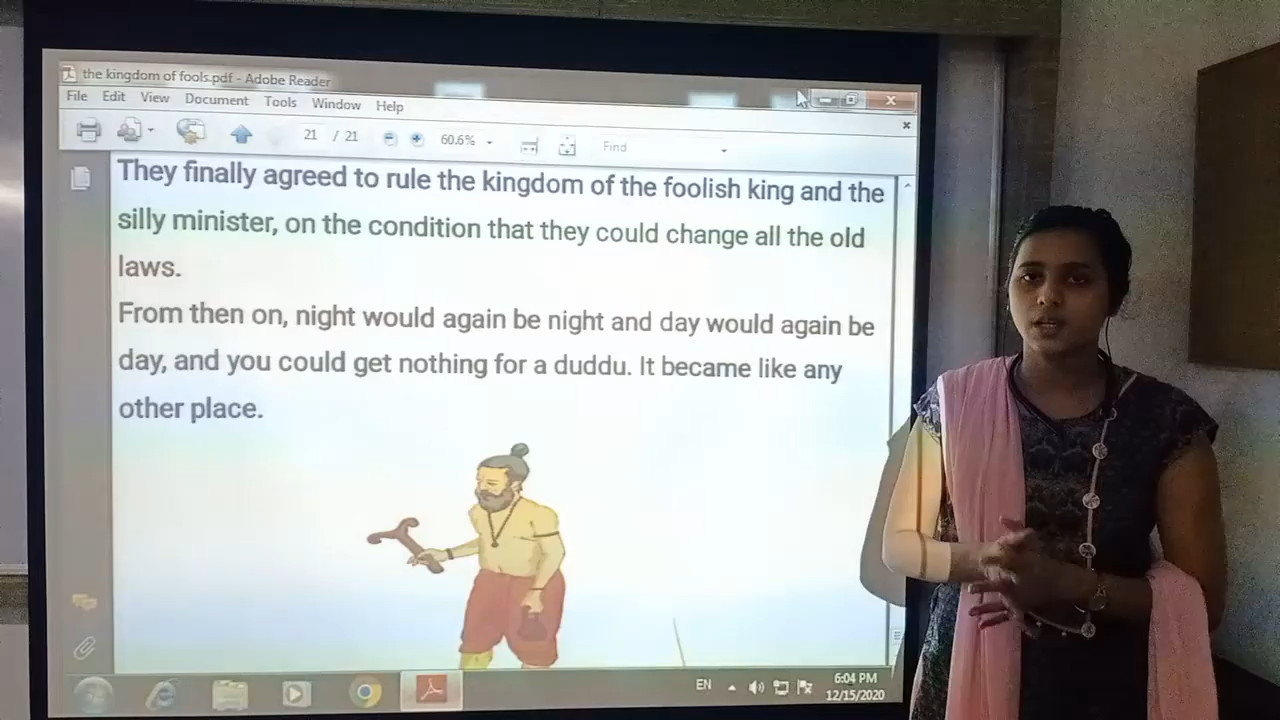 the kingdom of fools.pdf - Adobe Reader
File Edit View Document Tools Window Help
21 / 21 60.6% Find
They finally agreed to rule the kingdom of the foolish king and the
silly minister, on the condition that they could change all the old
laws.
From then on, night would again be night and day would again be
day, and you could get nothing for a duddu. It became like any
other place.
EN
6:04 PM
12/15/2020